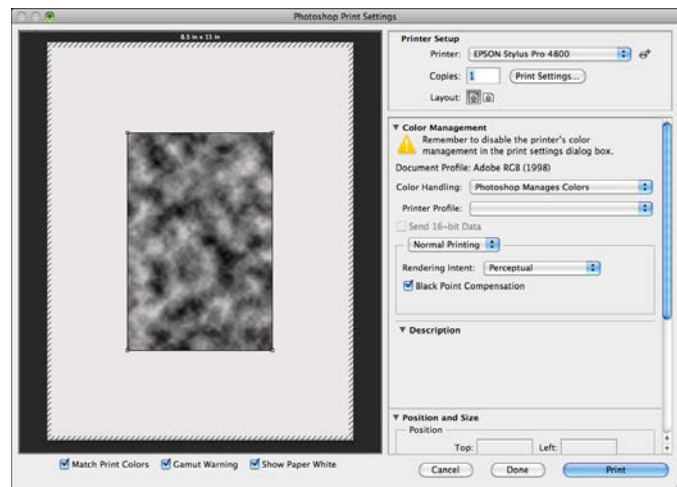 Photoshop Print Settings
8.5 in x 11 in
Printer Setup
Printer: EPSON Stylus Pro 4800
Copies: 1 Print Settings...
Layout:
Color Management
Remember to disable the printer's color
management in the print settings dialog box.
Document Profile: Adobe RGB (1998)
Color Handling: Photoshop Manages Colors
Printer Profile:
Send 16-bit Data
Normal Printing
Rendering Intent: Perceptual
Black Point Compensation
Description
Position and Size
Position
Top: Left:
Match Print Colors Gamut Warning Show Paper White
Cancel Done Print